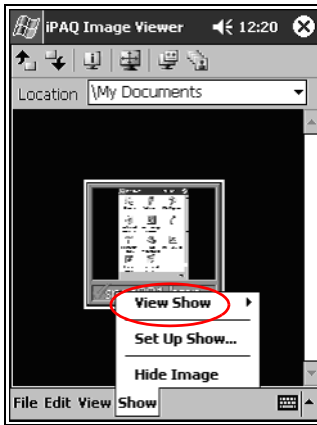 iPAQ Image Viewer 12:20
Location \My Documents
View Show
Set Up Show...
Hide Image
File Edit View Show